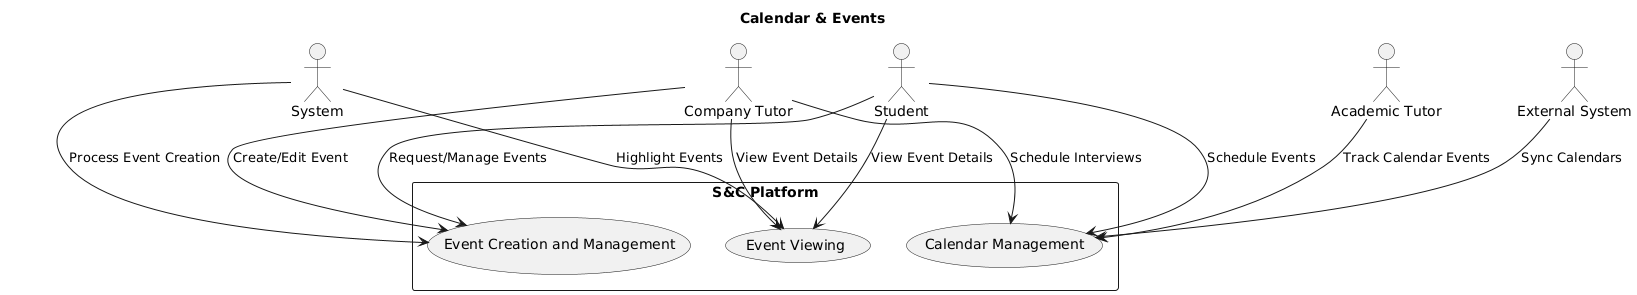 Calendar & Events
System
Company Tutor
Student
Academic Tutor
External System
Process Event Creation
Create/Edit Event
Request/Manage Events
Highlight Events
View Event Details
View Event Details
Schedule Interviews
Schedule Events
Track Calendar Events
Sync Calendars
S&C Platform
Event Creation and Management
Event Viewing
Calendar Management